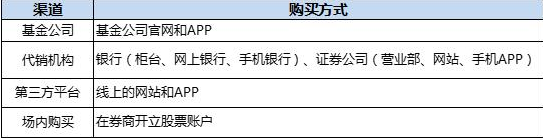 渠道 购买方式
基金公司 基金公司官网和APP
代销机构 银行（柜台、网上银行、手机银行）、证券公司（营业部、网站、手机APP）
第三方平台 线上的网站和APP
场内购买 在券商开立股票账户